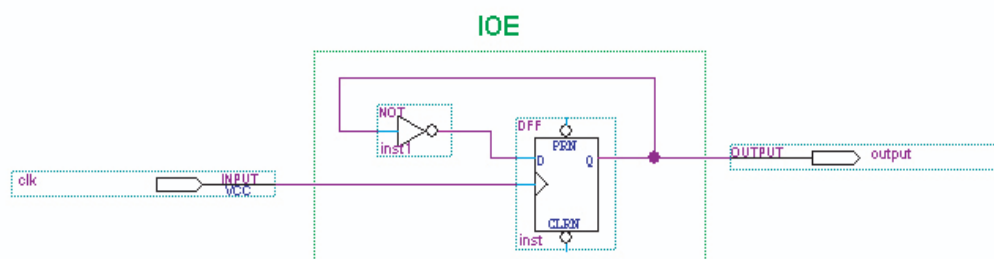 IOE
NOT
inst1
DFF
PRN
D
Q
CLRN
inst
clk
INPUT
VCC
OUTPUT
output